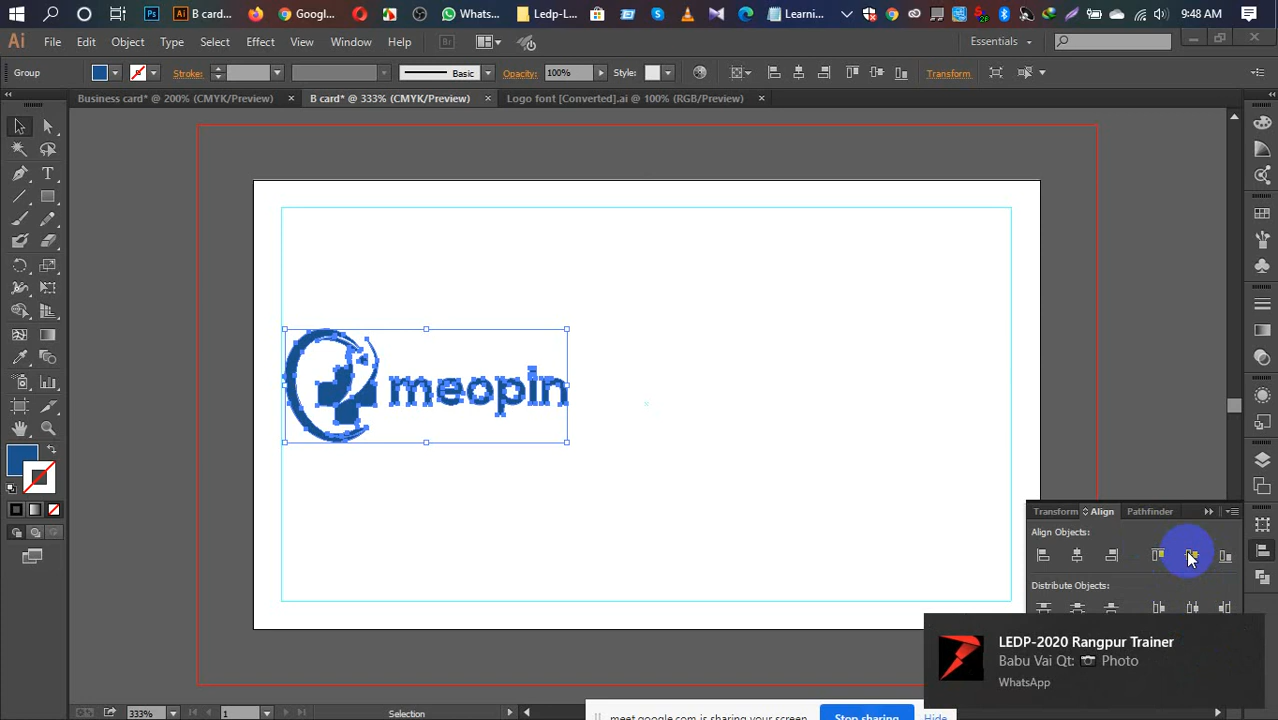 B car...
Googl...
Whats...
Ledp-L...
Learni...
9:48 AM
Ai
File
Edit
Object
Type
Select
Effect
View
Window
Help
Br
Essentials
Group
Stroke:
Basic
Opacity:
100%
Style:
Transform
Business card* @ 200% (CMYK/Preview)
B card* @ 333% (CMYK/Preview)
Logo font [Converted].ai @ 100% (RGB/Preview)
meopin
Transform
Align
Pathfinder
Align Objects:
Distribute Objects:
LEDP-2020 Rangpur Trainer
Babu Vai Qt: Photo
WhatsApp
333%
1
Selection
meet.google.com is sharing your screen.
Stop sharing
Hide